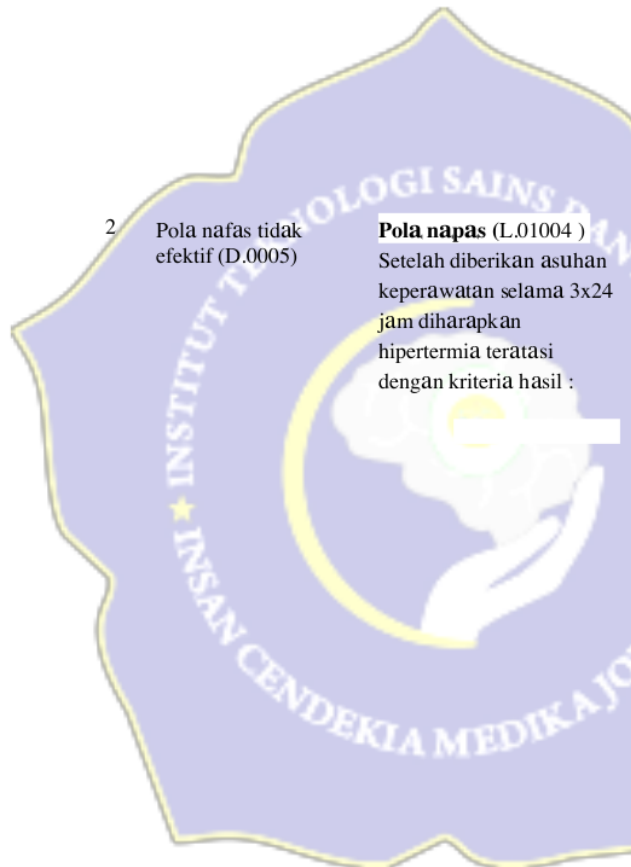 2 Pola nafas tidak
efektif (D.0005)
Pola napas (L.01004 )
Setelah diberikan asuhan
keperawatan selama 3x24
jam diharapkan
hipertermia teratasi
dengan kriteria hasil :
INSTITUT TEKNOLOGI SAINS DAN
INSAN CENDEKIA MEDIKA JO